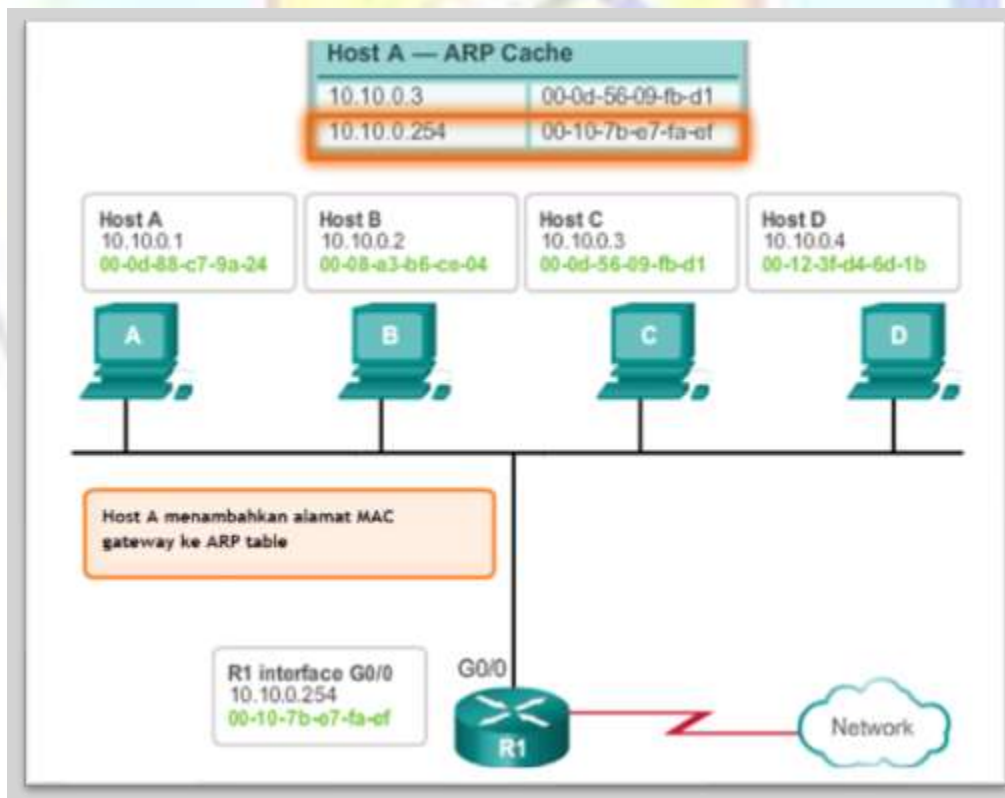 Host A — ARP Cache
10.10.0.3 00-0d-56-09-fb-d1
10.10.0.254 00-10-7b-e7-fa-ef
Host A
10.10.0.1
00-0d-88-c7-9a-24
Host B
10.10.0.2
00-08-a3-b6-ce-04
Host C
10.10.0.3
00-0d-56-09-fb-d1
Host D
10.10.0.4
00-12-3f-d4-6d-1b
A
B
C
D
Host A menambahkan alamat MAC
gateway ke ARP table
R1 interface G0/0
10.10.0.254
00-10-7b-e7-fa-ef
G0/0
R1
Network